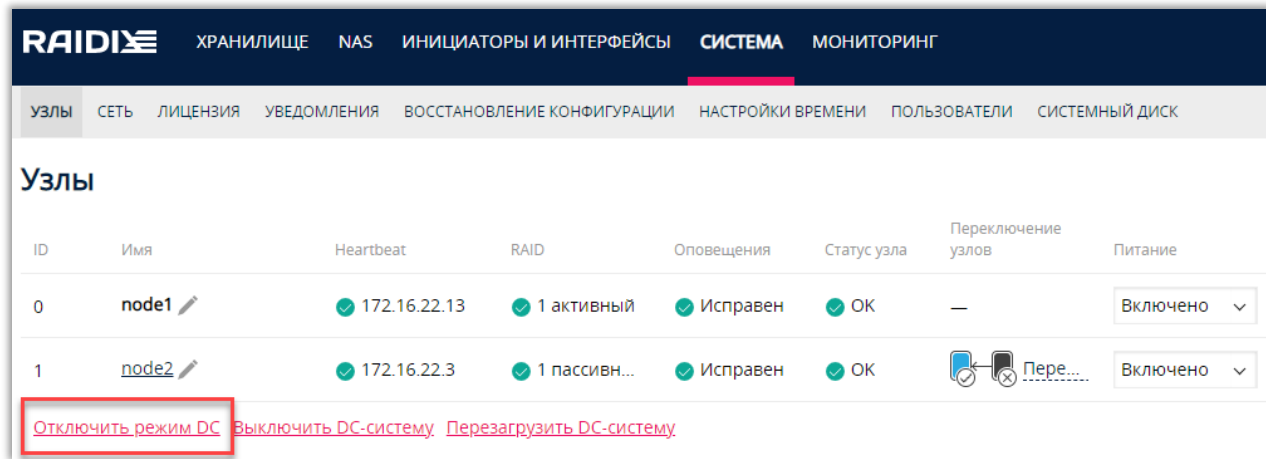 RAIDIX ХРАНИЛИЩЕ NAS ИНИЦИАТОРЫ И ИНТЕРФЕЙСЫ СИСТЕМА МОНИТОРИНГ
УЗЛЫ СЕТЬ ЛИЦЕНЗИЯ УВЕДОМЛЕНИЯ ВОССТАНОВЛЕНИЕ КОНФИГУРАЦИИ НАСТРОЙКИ ВРЕМЕНИ ПОЛЬЗОВАТЕЛИ СИСТЕМНЫЙ ДИСК
Узлы
ID Имя Heartbeat RAID Оповещения Статус узла Переключение узлов Питание
0 node1 172.16.22.13 1 активный Исправен OK — Включено
1 node2 172.16.22.3 1 пассивн... Исправен OK Пере... Включено
Отключить режим DC Выключить DC-систему Перезагрузить DC-систему